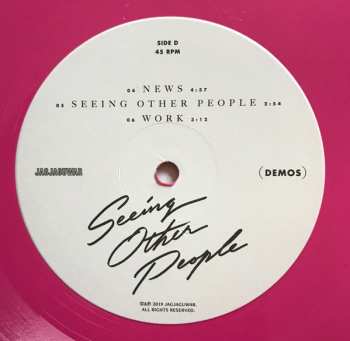 SIDE D
45 RPM
04 NEWS 4:57
05 SEEING OTHER PEOPLE 2:54
06 WORK 3:12
JAGJAGUWAR
(DEMOS)
Seeing
Other
People
©&℗ 2019 JAGJAGUWAR.
ALL RIGHTS RESERVED.